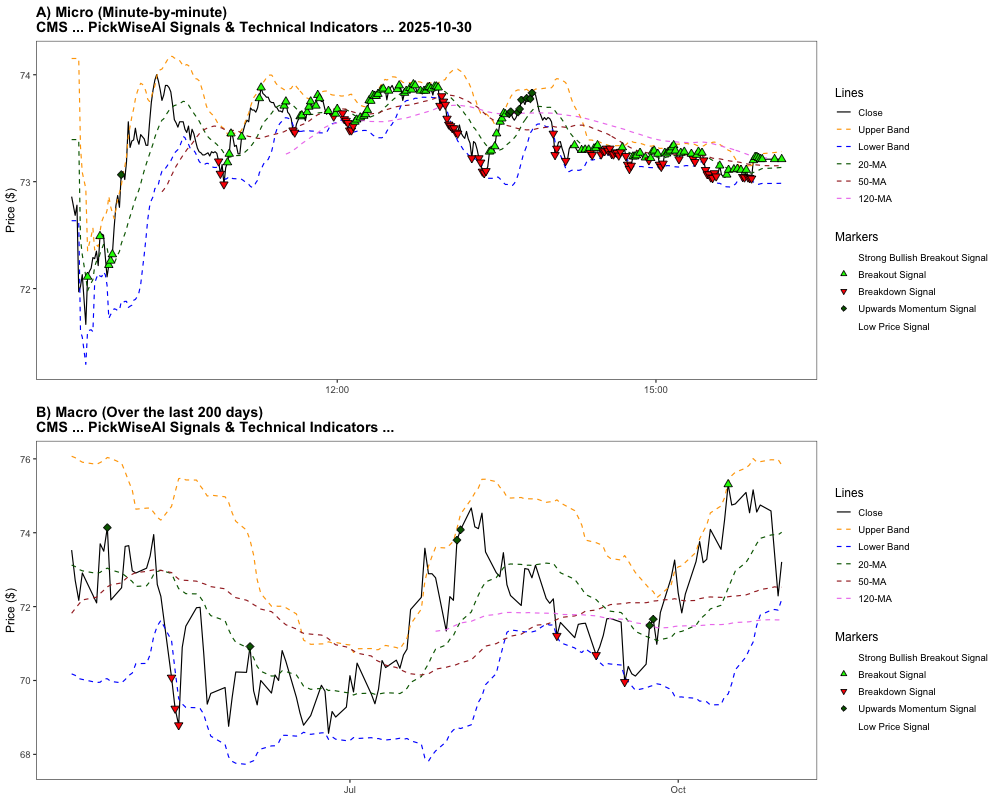 A) Micro (Minute-by-minute)
CMS ... PickWiseAI Signals & Technical Indicators ... 2025-10-30
Price ($)
74
73
72
12:00
15:00
Lines
Close
Upper Band
Lower Band
20-MA
50-MA
120-MA
Markers
Strong Bullish Breakout Signal
Breakout Signal
Breakdown Signal
Upwards Momentum Signal
Low Price Signal
B) Macro (Over the last 200 days)
CMS ... PickWiseAI Signals & Technical Indicators ...
Price ($)
76
74
72
70
68
Jul
Oct
Lines
Close
Upper Band
Lower Band
20-MA
50-MA
120-MA
Markers
Strong Bullish Breakout Signal
Breakout Signal
Breakdown Signal
Upwards Momentum Signal
Low Price Signal